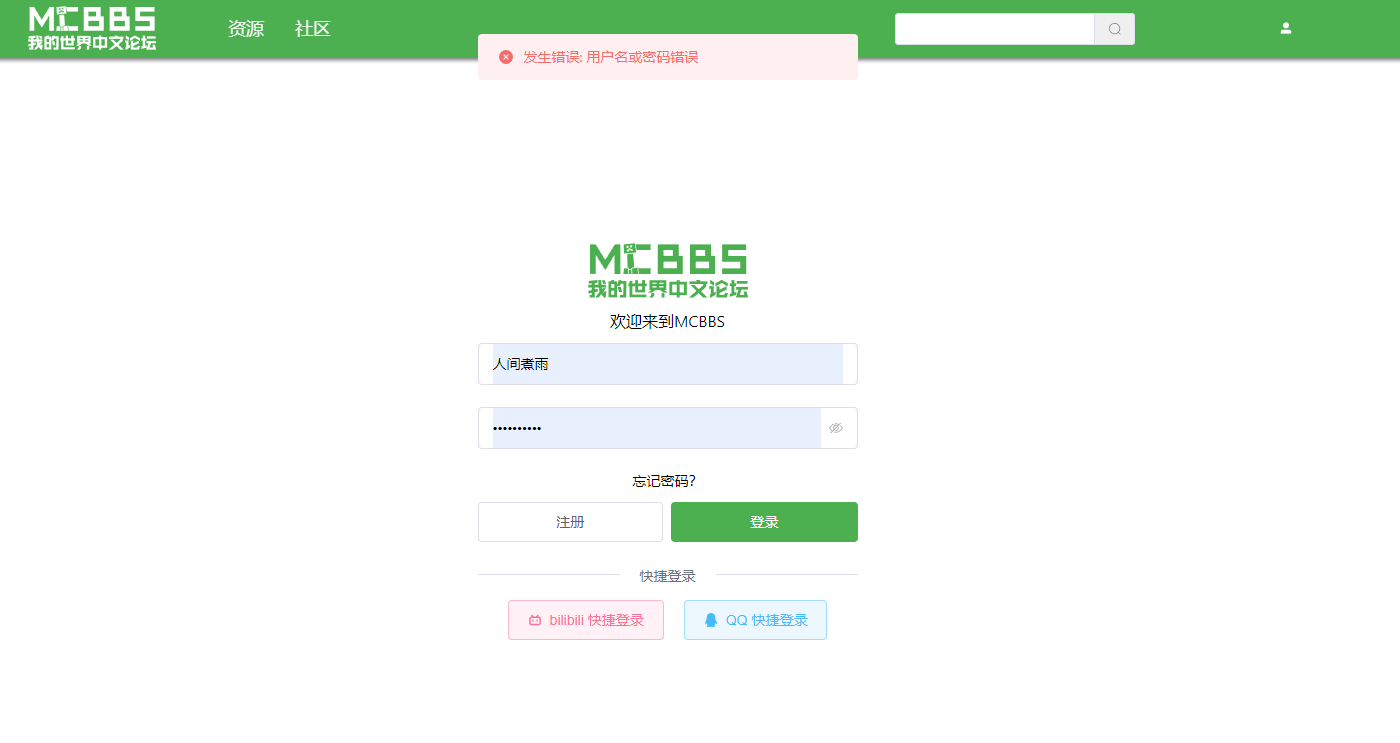 MCBBS
我的世界中文论坛
资源
社区
发生错误: 用户名或密码错误
MCBBS
我的世界中文论坛
欢迎来到MCBBS
人间煮雨
••••••••••
忘记密码?
注册
登录
快捷登录
bilibili 快捷登录
QQ 快捷登录